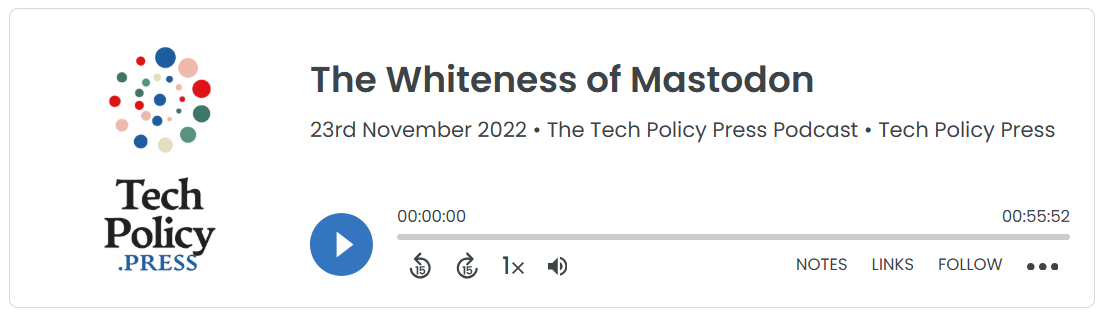 The Whiteness of Mastodon
23rd November 2022 • The Tech Policy Press Podcast • Tech Policy Press
Tech
Policy
.PRESS
00:00:00
00:55:52
15
15
1×
NOTES
LINKS
FOLLOW